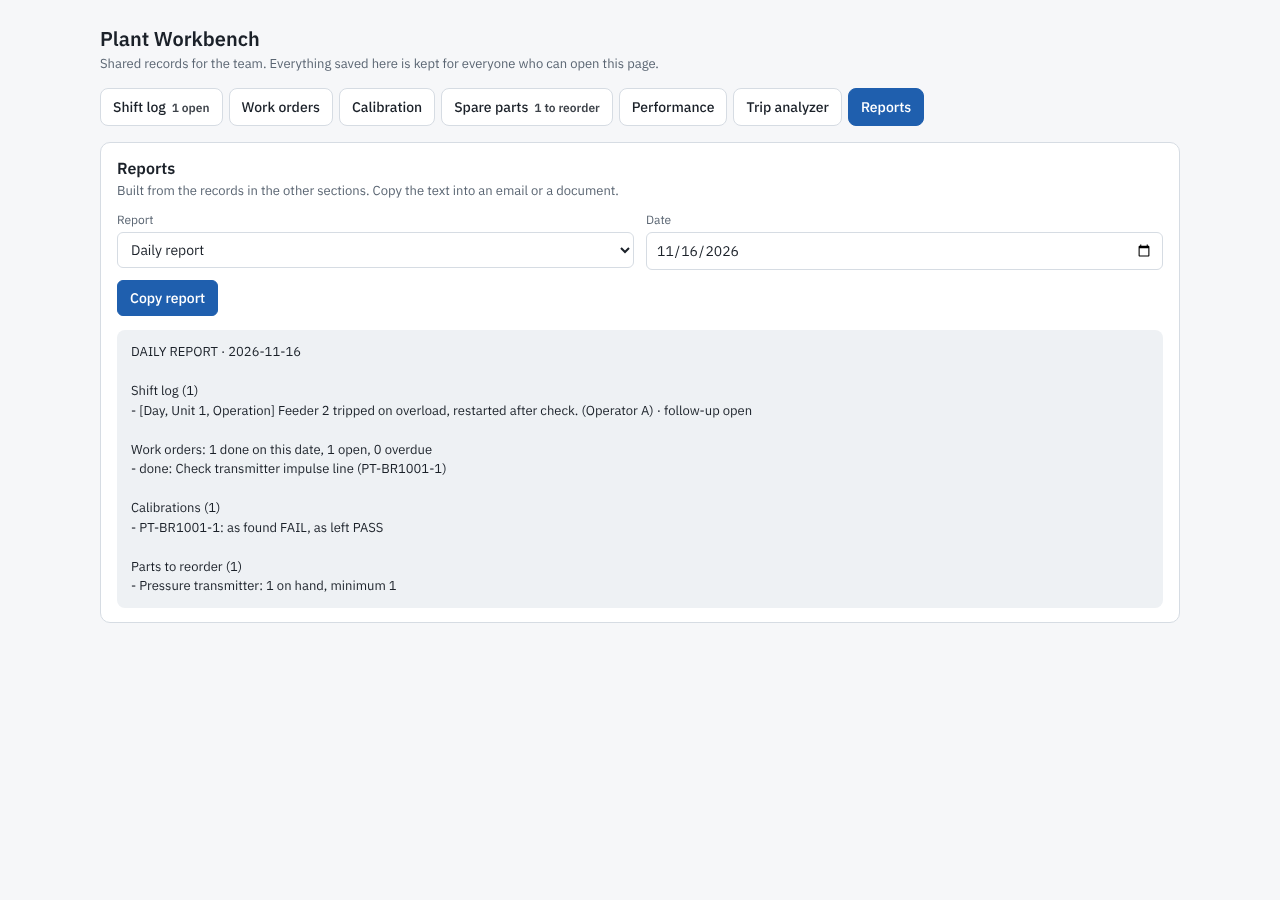 Plant Workbench
Shared records for the team. Everything saved here is kept for everyone who can open this page.
Shift log 1 open
Work orders
Calibration
Spare parts 1 to reorder
Performance
Trip analyzer
Reports
Reports
Built from the records in the other sections. Copy the text into an email or a document.
Report
Date
Daily report
11/16/2026
Copy report
DAILY REPORT · 2026-11-16
Shift log (1)
- [Day, Unit 1, Operation] Feeder 2 tripped on overload, restarted after check. (Operator A) · follow-up open
Work orders: 1 done on this date, 1 open, 0 overdue
- done: Check transmitter impulse line (PT-BR1001-1)
Calibrations (1)
- PT-BR1001-1: as found FAIL, as left PASS
Parts to reorder (1)
- Pressure transmitter: 1 on hand, minimum 1